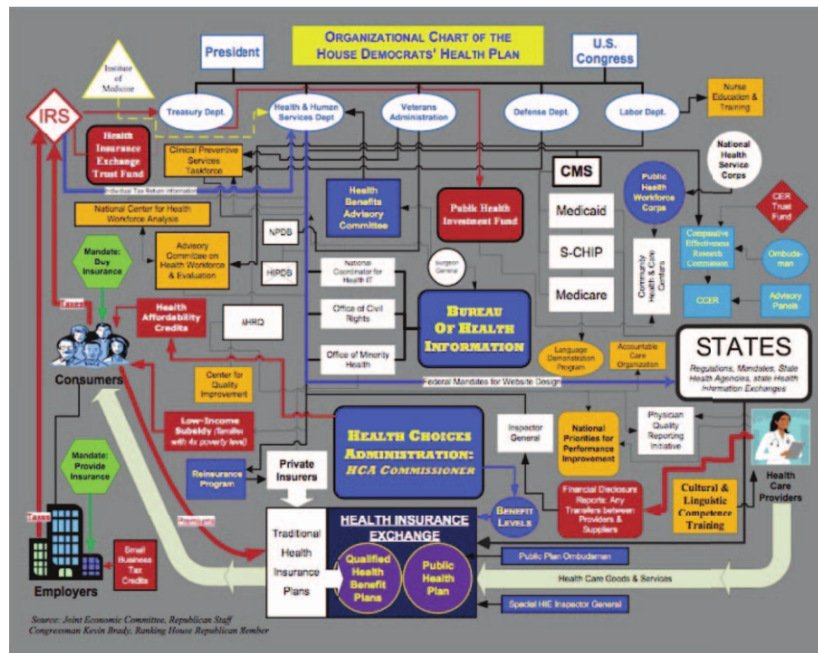 ORGANIZATIONAL CHART OF THE
HOUSE DEMOCRATS' HEALTH PLAN
President
U.S.
Congress
Institute
of
Medicine
IRS
Treasury Dept.
Health & Human
Services Dept
Veterans
Administration
Defense Dept.
Labor Dept.
Nurse
Education &
Training
Health
Insurance
Exchange
Trust Fund
Clinical Preventive
Services
Taskforce
CMS
National
Health
Service
Corps
Individual Tax Return Information
Health
Benefits
Advisory
Committee
Public Health
Investment Fund
Public Health
Workforce
Corps
CER
Trust
Fund
National Center for Health
Workforce Analysis
Medicaid
S-CHIP
Medicare
Comparative
Effectiveness
Research
Commission
Ombuds-
man
Mandate:
Buy
Insurance
Advisory
Committee on
Health Workforce
& Evaluation
NPDB
HIPDB
National
Coordinator for
Health IT
Surgeon
General
Community
Health & Care
Centers
CCER
Advisory
Panels
Taxes
Health
Affordability
Credits
AHRQ
Office of Civil
Rights
Office of Minority
Health
BUREAU
OF HEALTH
INFORMATION
Language
Demonstration
Program
Accountable
Care
Organization
STATES
Regulations, Mandates, State
Health Agencies, state Health
Information Exchanges
Consumers
Center for
Quality
Improvement
Federal Mandates for Website Design
Low-Income
Subsidy (families
with 4x poverty level)
HEALTH CHOICES
ADMINISTRATION:
HCA COMMISSIONER
Inspector
General
National
Priorities for
Performance
Improvement
Physician
Quality
Reporting
Initiative
Health
Care
Providers
Mandate:
Provide
Insurance
Reinsurance
Program
Private
Insurers
BENEFIT
LEVELS
Financial Disclosure
Reports: Any
Transfers between
Providers &
Suppliers
Cultural &
Linguistic
Competence
Training
Taxes
Traditional
Health
Insurance
Plans
HEALTH INSURANCE
EXCHANGE
Qualified
Health
Benefit
Plans
Public
Health
Plan
Public Plan Ombudsman
Health Care Goods & Services
Special HIE Inspector General
Small
Business
Tax
Credits
Employers
Source: Joint Economic Committee, Republican Staff
Congressman Kevin Brady, Ranking House Republican Member